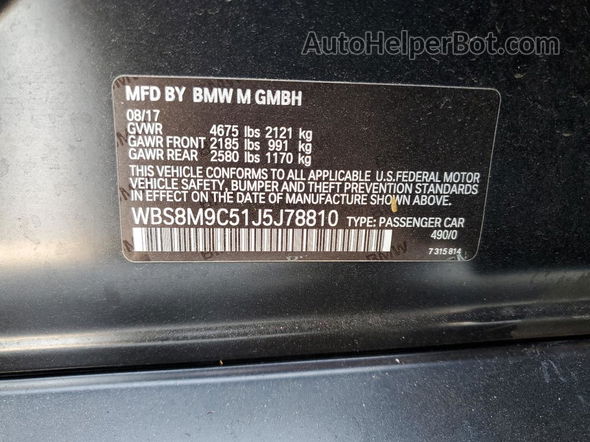 AutoHelperBot.com
MFD BY BMW M GMBH
08/17
GVWR 4675 lbs 2121 kg
GAWR FRONT 2185 lbs 991 kg
GAWR REAR 2580 lbs 1170 kg
THIS VEHICLE CONFORMS TO ALL APPLICABLE U.S.FEDERAL MOTOR
VEHICLE SAFETY, BUMPER AND THEFT PREVENTION STANDARDS
IN EFFECT ON THE DATE OF MANUFACTURE SHOWN ABOVE.
WBS8M9C51J5J78810 TYPE: PASSENGER CAR
490/0
7 315 814